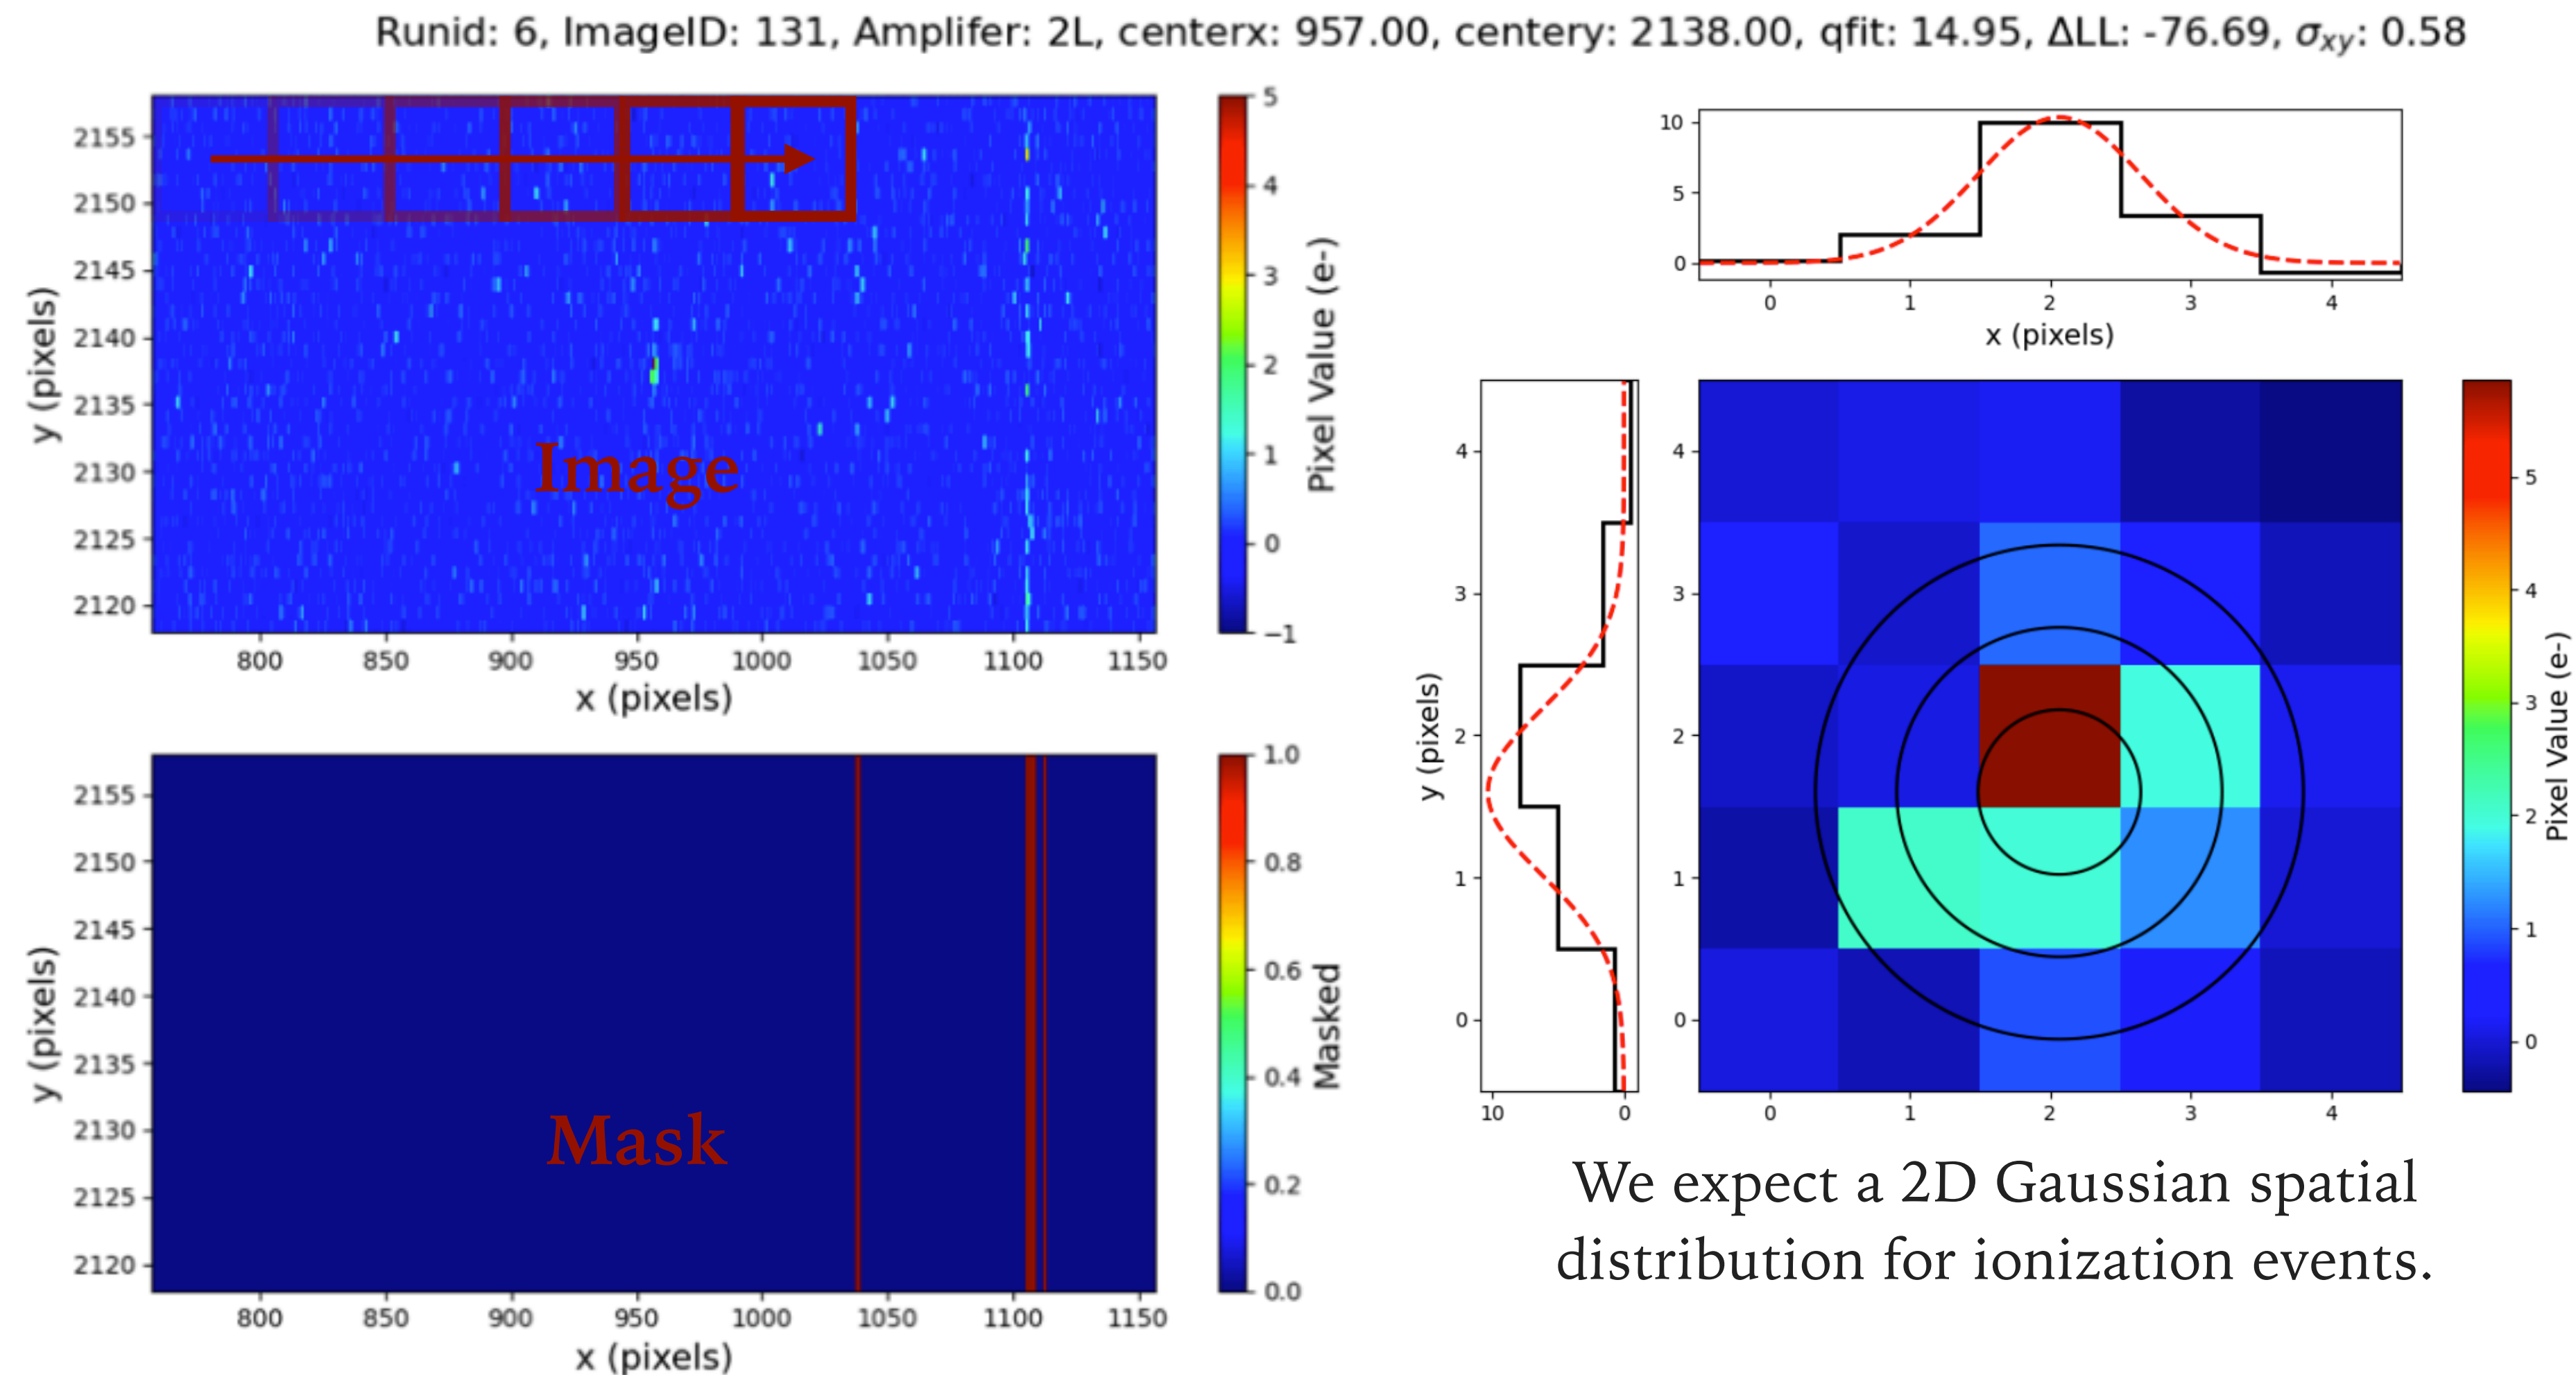 Runid: 6, ImageID: 131, Amplifer: 2L, centerx: 957.00, centery: 2138.00, qfit: 14.95, ΔLL: -76.69, σxy: 0.58
2155
2150
2145
2140
2135
2130
2125
2120
y (pixels)
Image
800 850 900 950 1000 1050 1100 1150
x (pixels)
5
4
3
2
1
0
−1
Pixel Value (e-)
2155
2150
2145
2140
2135
2130
2125
2120
y (pixels)
Mask
800 850 900 950 1000 1050 1100 1150
x (pixels)
1.0
0.8
0.6
0.4
0.2
0.0
Masked
10
5
0
0 1 2 3 4
x (pixels)
4
3
2
1
0
y (pixels)
10 0
4
3
2
1
0
0 1 2 3 4
5
4
3
2
1
0
Pixel Value (e-)
We expect a 2D Gaussian spatial
distribution for ionization events.